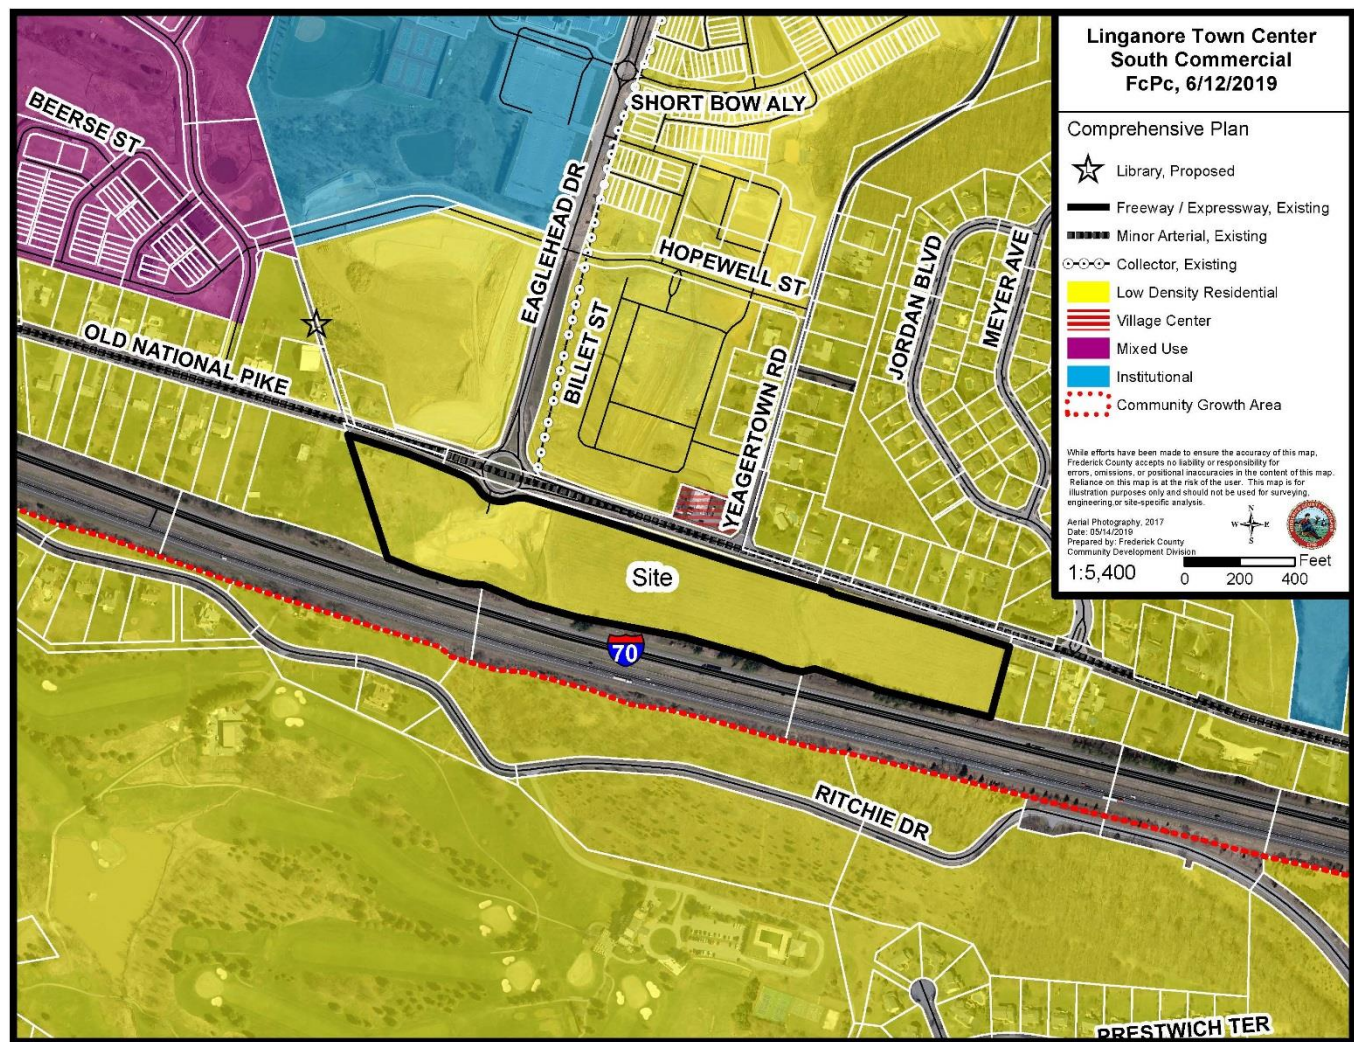 Linganore Town Center
South Commercial
FcPc, 6/12/2019
Comprehensive Plan
L
Library, Proposed
Freeway / Expressway, Existing
Minor Arterial, Existing
Collector, Existing
Low Density Residential
Village Center
Mixed Use
Institutional
Community Growth Area
While efforts have been made to ensure the accuracy of this map,
Frederick County accepts no liability or responsibility for
errors, omissions, or positional inaccuracies in the content of this map.
Reliance on this map is at the risk of the user. This map is for
illustration purposes only and should not be used for surveying,
engineering,or site-specific analysis.
Aerial Photography, 2017
Date: 05/14/2019
Prepared by: Frederick County
Community Development Division
N
W E
S
1:5,400
Feet
0 200 400
BEERSE ST
SHORT BOW ALY
EAGLEHEAD DR
HOPEWELL ST
JORDAN BLVD
MEYER AVE
L
OLD NATIONAL PIKE
BILLET ST
YEAGERTOWN RD
Site
70
RITCHIE DR
PRESTWICH TER